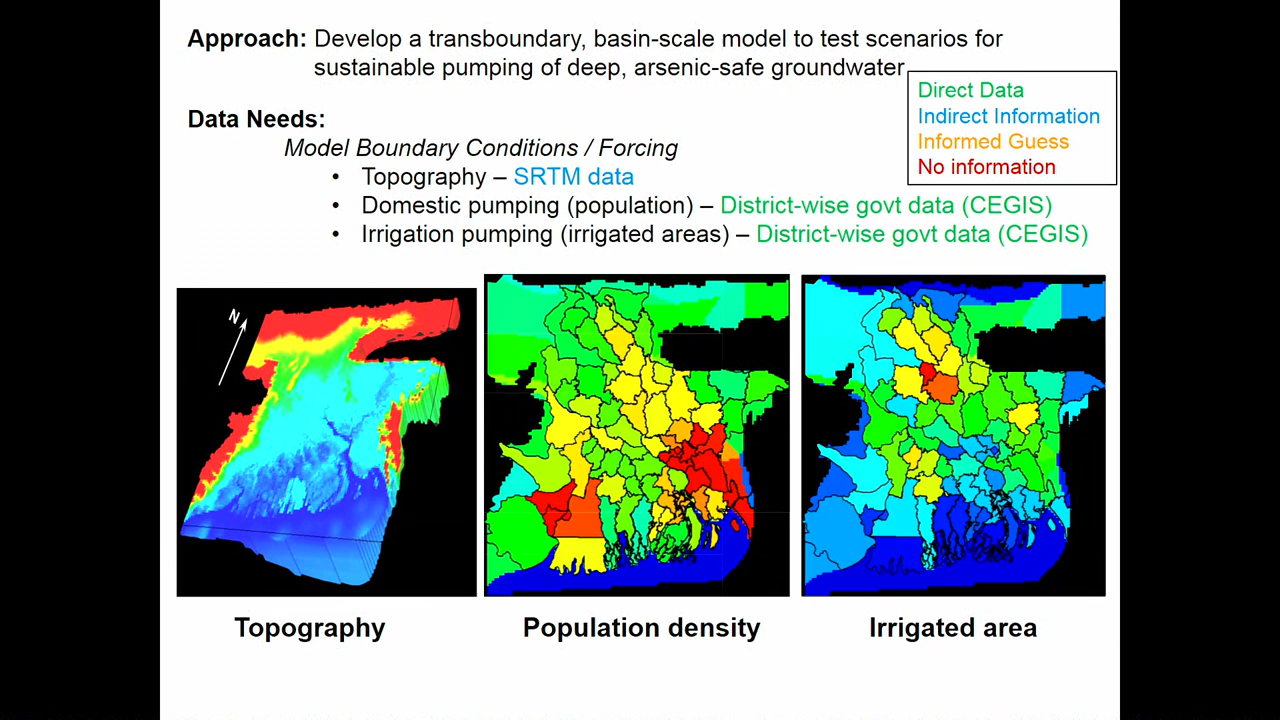 Approach: Develop a transboundary, basin-scale model to test scenarios for
sustainable pumping of deep, arsenic-safe groundwater
Direct Data
Indirect Information
Informed Guess
No information
Data Needs:
Model Boundary Conditions / Forcing
• Topography – SRTM data
• Domestic pumping (population) – District-wise govt data (CEGIS)
• Irrigation pumping (irrigated areas) – District-wise govt data (CEGIS)
N
Topography
Population density
Irrigated area